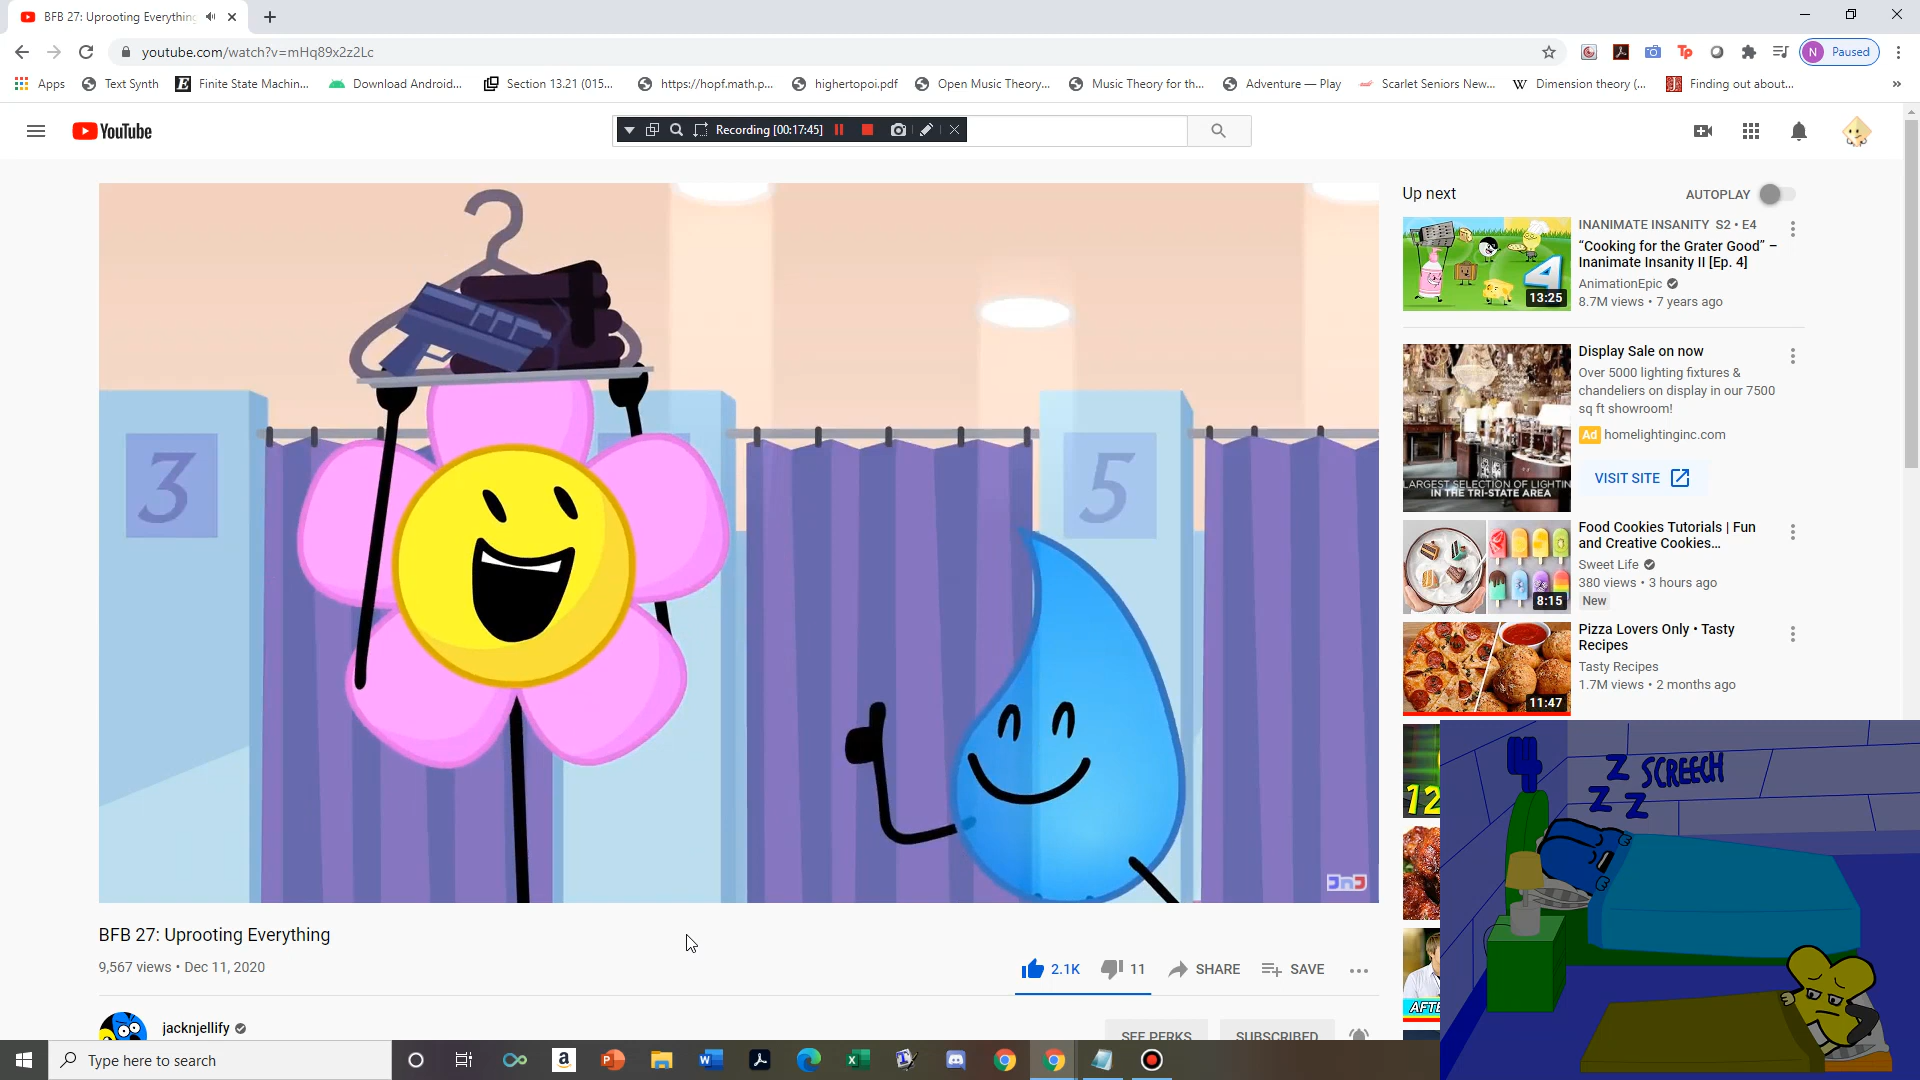 BFB 27: Uprooting Everything
youtube.com/watch?v=mHq89x2z2Lc
N Paused
Apps
Text Synth
Finite State Machin...
Download Android...
Section 13.21 (015...
https://hopf.math.p...
highertopoi.pdf
Open Music Theory...
Music Theory for th...
Adventure — Play
Scarlet Seniors New...
Dimension theory (...
Finding out about...
YouTube
Recording [00:17:45]
3
5
Up next
AUTOPLAY
INANIMATE INSANITY S2 • E4
“Cooking for the Grater Good” –
Inanimate Insanity II [Ep. 4]
AnimationEpic
8.7M views • 7 years ago
4
13:25
Display Sale on now
Over 5000 lighting fixtures &
chandeliers on display in our 7500
sq ft showroom!
Ad homelightinginc.com
VISIT SITE
LARGEST SELECTION OF LIGHTIN
IN THE TRI-STATE AREA
Food Cookies Tutorials | Fun
and Creative Cookies...
Sweet Life
380 views • 3 hours ago
New
8:15
Pizza Lovers Only • Tasty
Recipes
Tasty Recipes
1.7M views • 2 months ago
11:47
12
AFTE
Z SCREECH
Z Z
BFB 27: Uprooting Everything
9,567 views • Dec 11, 2020
2.1K
11
SHARE
SAVE
jacknjellify
SEE PERKS
SUBSCRIBED
Type here to search